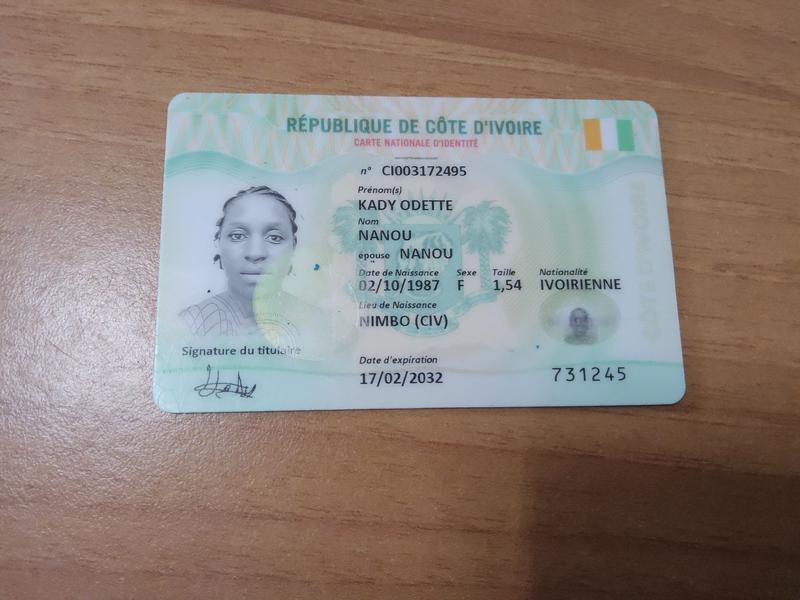 RÉPUBLIQUE DE CÔTE D'IVOIRE
CARTE NATIONALE D'IDENTITÉ
n° CI003172495
Prénom(s)
KADY ODETTE
Nom
NANOU
épouse NANOU
Date de Naissance Sexe Taille Nationalité
02/10/1987 F 1,54 IVOIRIENNE
Lieu de Naissance
NIMBO (CIV)
Signature du titulaire
Date d'expiration
17/02/2032
731245